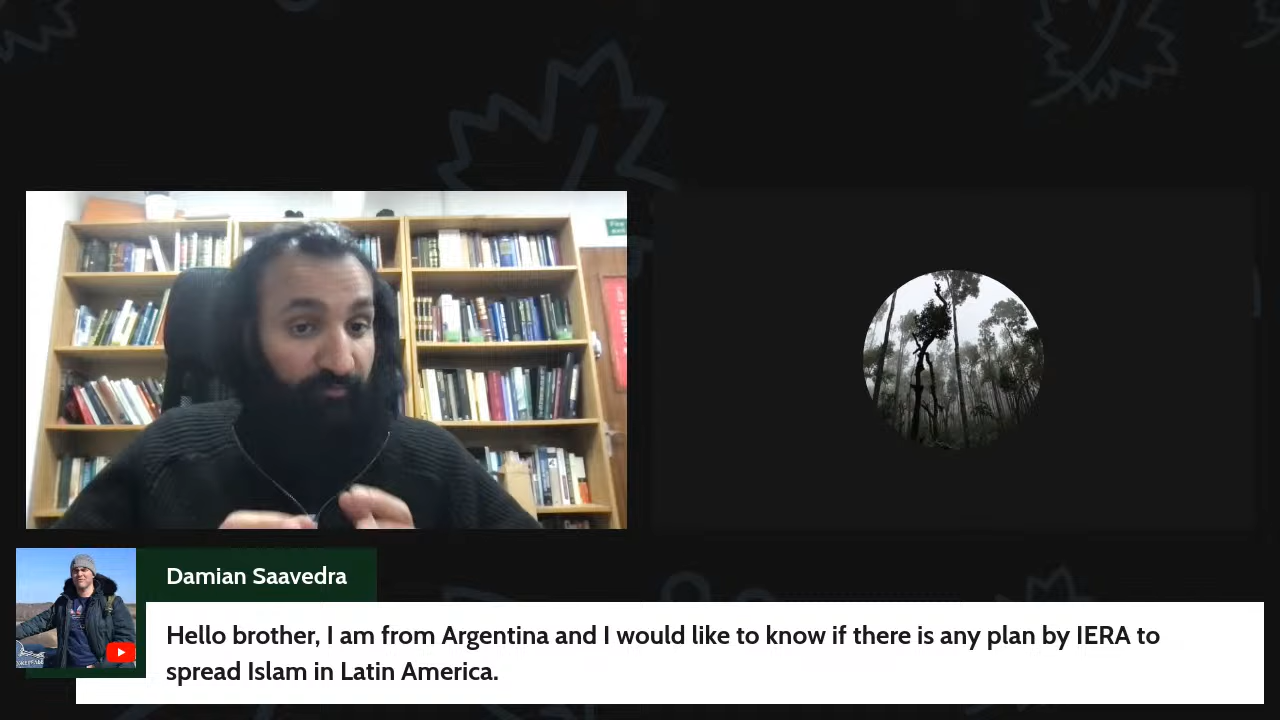 Damian Saavedra
Hello brother, I am from Argentina and I would like to know if there is any plan by IERA to
spread Islam in Latin America.